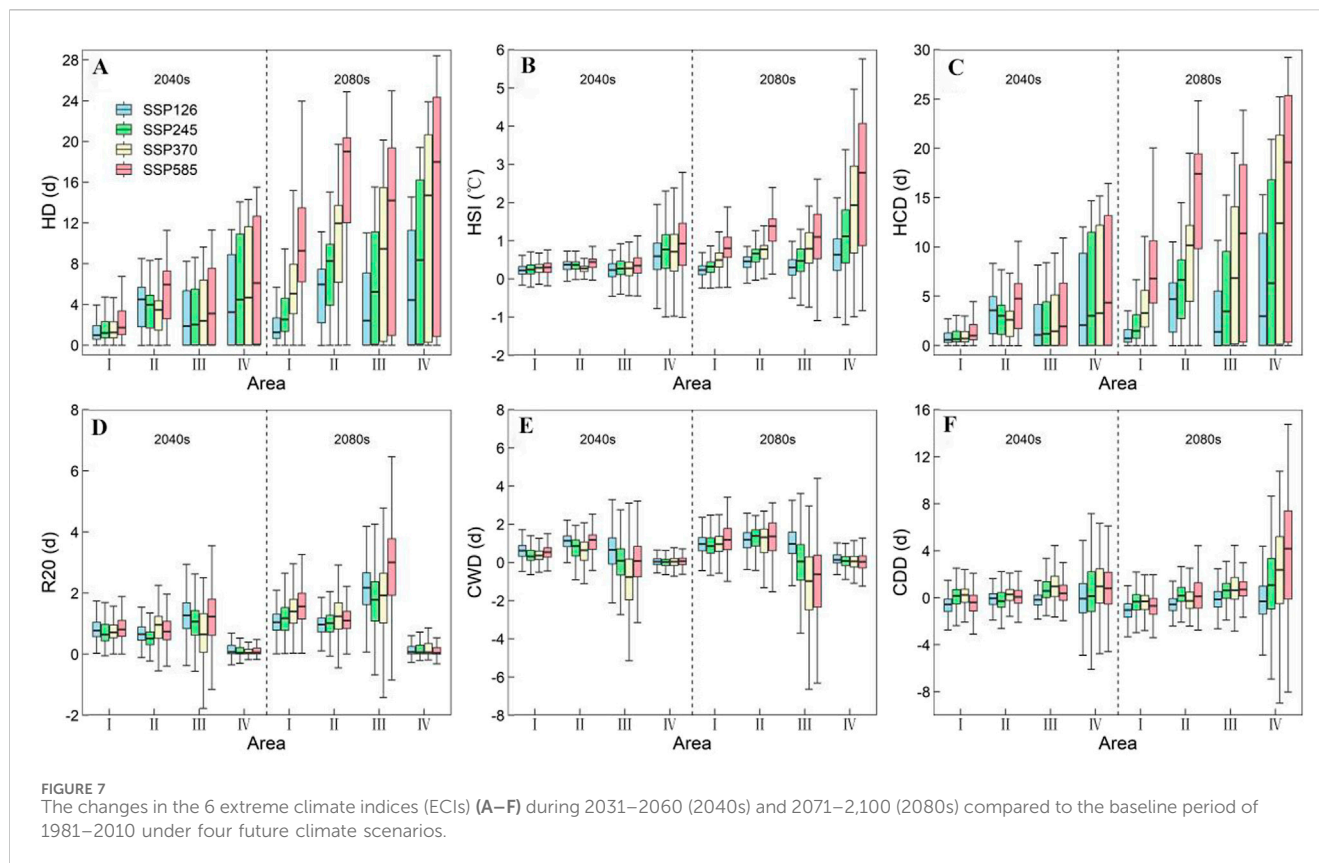 A
2040s
2080s
SSP126
SSP245
SSP370
SSP585
HD (d)
28
24
20
16
12
8
4
0
I II III IV I II III IV
Area
B
2040s
2080s
HSI (℃)
6
5
4
3
2
1
0
-1
-2
I II III IV I II III IV
Area
C
2040s
2080s
HCD (d)
30
25
20
15
10
5
0
I II III IV I II III IV
Area
D
2040s
2080s
R20 (d)
8
6
4
2
0
-2
I II III IV I II III IV
Area
E
2040s
2080s
CWD (d)
8
6
4
2
0
-2
-4
-6
-8
I II III IV I II III IV
Area
F
2040s
2080s
CDD (d)
16
12
8
4
0
-4
-8
I II III IV I II III IV
Area
FIGURE 7
The changes in the 6 extreme climate indices (ECIs) (A–F) during 2031–2060 (2040s) and 2071–2,100 (2080s) compared to the baseline period of
1981–2010 under four future climate scenarios.